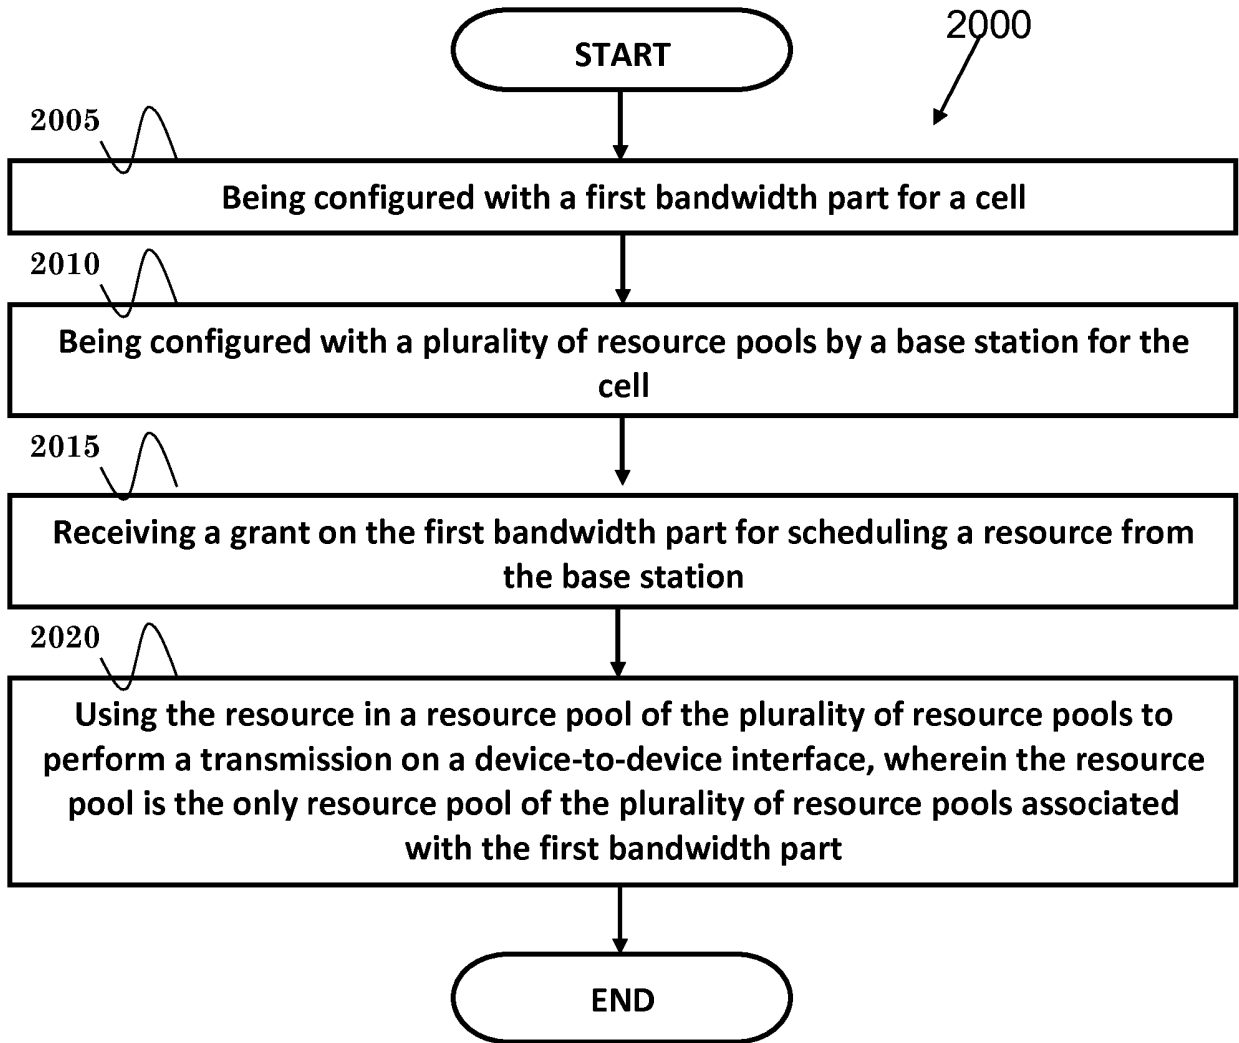 START
2000
2005
Being configured with a first bandwidth part for a cell
2010
Being configured with a plurality of resource pools by a base station for the
cell
2015
Receiving a grant on the first bandwidth part for scheduling a resource from
the base station
2020
Using the resource in a resource pool of the plurality of resource pools to
perform a transmission on a device-to-device interface, wherein the resource
pool is the only resource pool of the plurality of resource pools associated
with the first bandwidth part
END